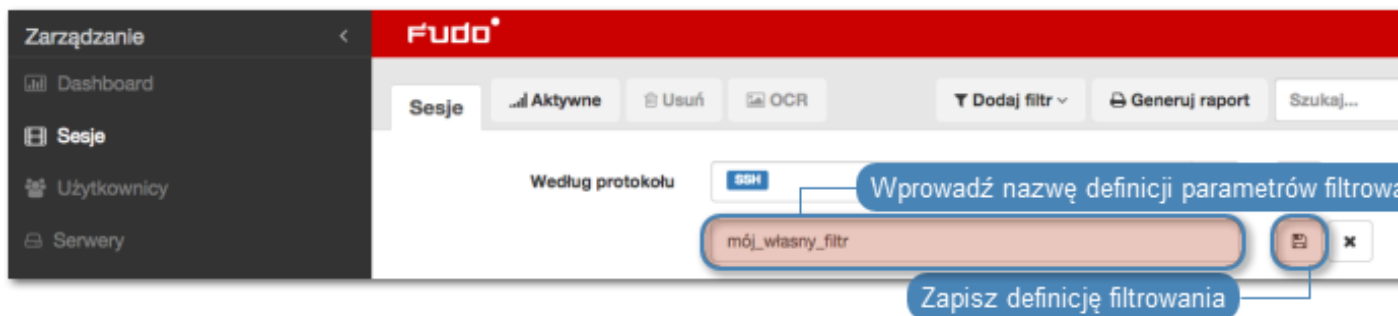 Zarządzanie
FUDO
Dashboard
Sesje
Użytkownicy
Serwery
Sesje Aktywne Usuń OCR Dodaj filtr Generuj raport Szukaj...
Według protokołu SSH
Wprowadź nazwę definicji parametrów
mój_własny_filtr
Zapisz definicję filtrowania